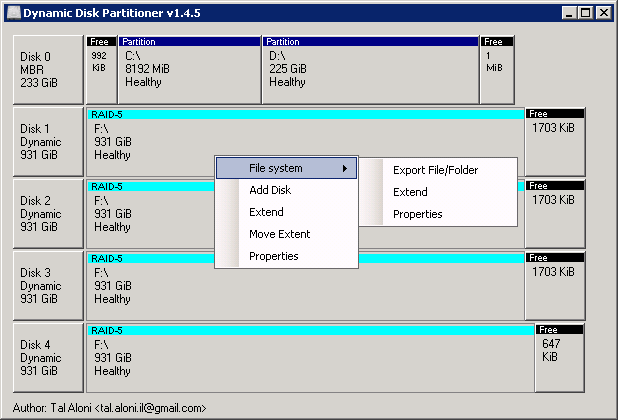 Dynamic Disk Partitioner v1.4.5
Disk 0
MBR
233 GiB
Free
992
KiB
Partition
C:\
8192 MiB
Healthy
Partition
D:\
225 GiB
Healthy
Free
1
MiB
Disk 1
Dynamic
931 GiB
RAID-5
F:\
931 GiB
Healthy
Free
1703 KiB
File system
Add Disk
Extend
Move Extent
Properties
Export File/Folder
Extend
Properties
Disk 2
Dynamic
931 GiB
F:\
931 GiB
Healthy
RAID-5
1703 KiB
Disk 3
Dynamic
931 GiB
RAID-5
F:\
931 GiB
Healthy
Free
1703 KiB
Disk 4
Dynamic
931 GiB
RAID-5
F:\
931 GiB
Healthy
Free
647
KiB
Author: Tal Aloni <tal.aloni.il@gmail.com>